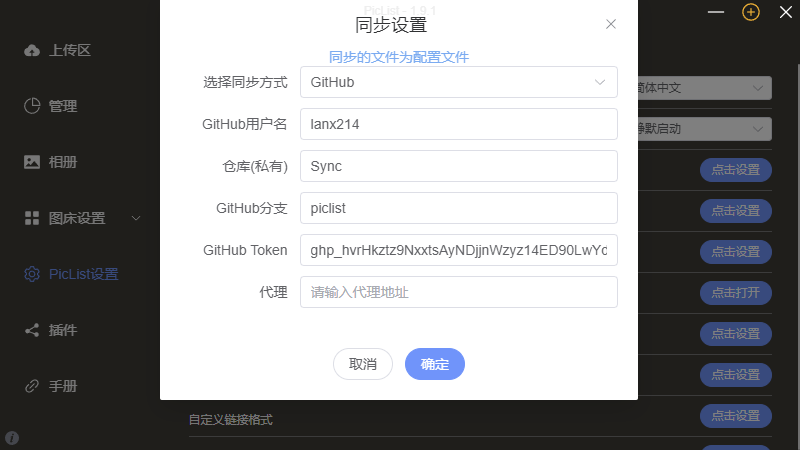 PicList - 1.9.1
同步设置
同步的文件为配置文件
选择同步方式 GitHub
GitHub用户名 lanx214
仓库(私有) Sync
GitHub分支 piclist
GitHub Token ghp_hvrHkztz9NxxtsAyNDjjnWzyz14ED90LwYd
代理 请输入代理地址
取消 确定
上传区
管理
相册
图床设置
PicList设置
插件
手册
简体中文
静默启动
点击设置
点击设置
点击设置
点击打开
点击设置
点击设置
自定义链接格式 点击设置